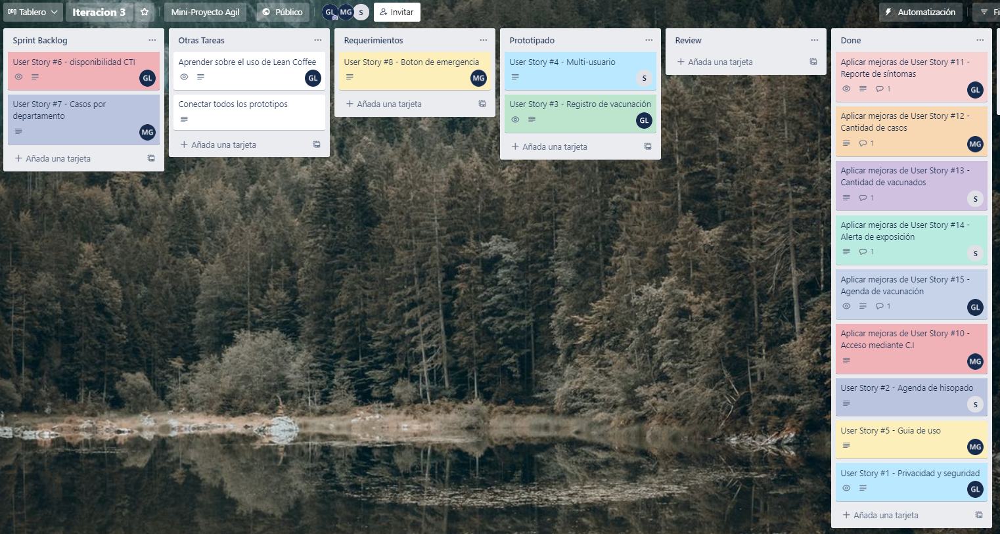 Tablero
Iteracion 3
Mini-Proyecto Agil
Público
GL
MG
S
Invitar
Automatización
Fi
Sprint Backlog
User Story #6 - disponibilidad CTI
GL
User Story #7 - Casos por
departamento
MG
Añada una tarjeta
Otras Tareas
Aprender sobre el uso de Lean Coffee
GL
Conectar todos los prototipos
Añada una tarjeta
Requerimientos
User Story #8 - Boton de emergencia
MG
Añada una tarjeta
Prototipado
User Story #4 - Multi-usuario
S
User Story #3 - Registro de vacunación
GL
Añada una tarjeta
Review
Añada una tarjeta
Done
Aplicar mejoras de User Story #11 -
Reporte de síntomas
1
GL
Aplicar mejoras de User Story #12 -
Cantidad de casos
1
MG
Aplicar mejoras de User Story #13 -
Cantidad de vacunados
1
S
Aplicar mejoras de User Story #14 -
Alerta de exposición
1
S
Aplicar mejoras de User Story #15 -
Agenda de vacunación
1
GL
Aplicar mejoras de User Story #10 -
Acceso mediante C.I
MG
User Story #2 - Agenda de hisopado
S
User Story #5 - Guia de uso
MG
User Story #1 - Privacidad y seguridad
GL
Añada una tarjeta